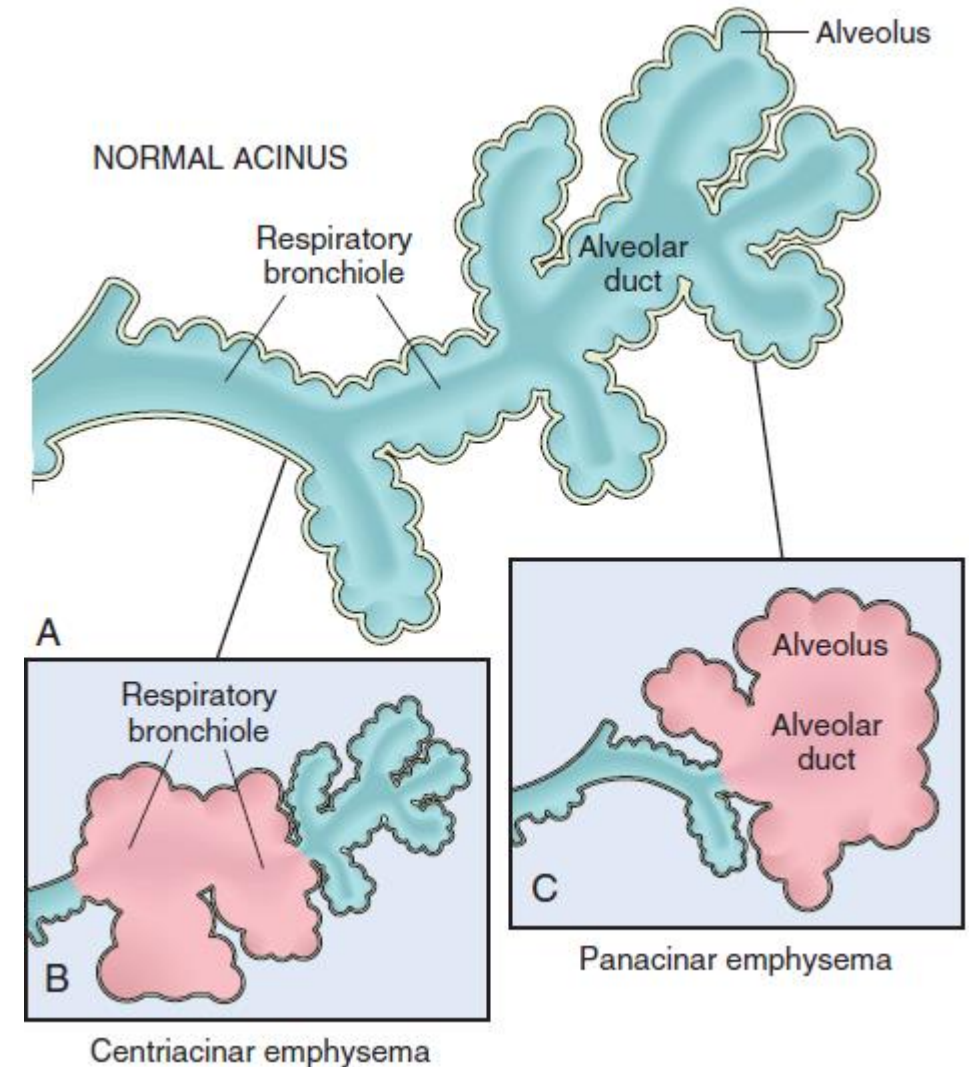 Alveolus
NORMAL ACINUS
Respiratory
bronchiole
Alveolar
duct
A
Respiratory
bronchiole
B
Centriacinar emphysema
Alveolus
Alveolar
duct
C
Panacinar emphysema